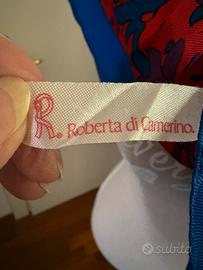 R. Roberta di Camerino.
subito